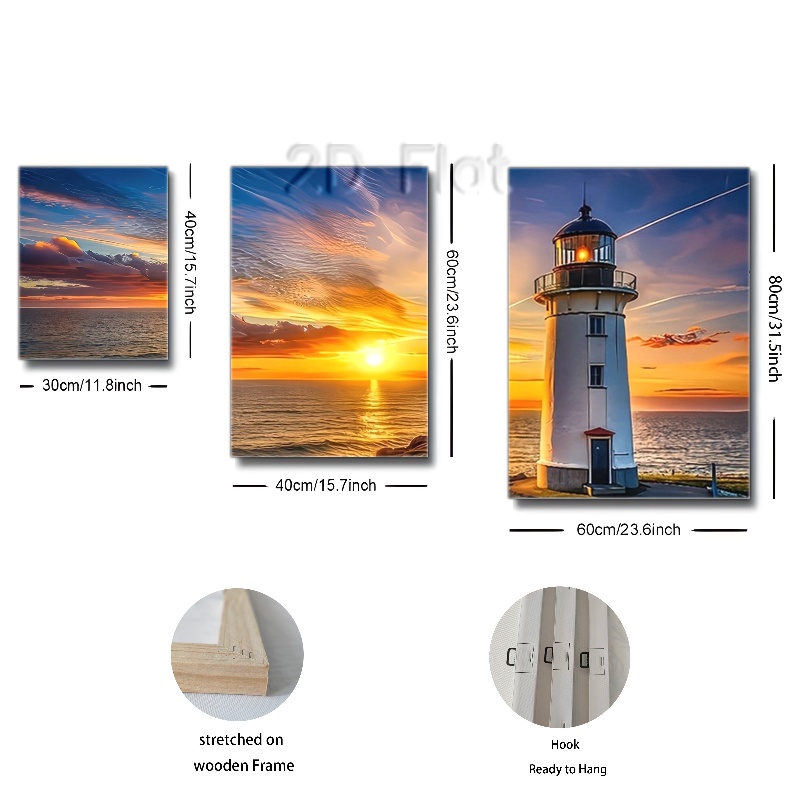 2D Flat
40cm/15.7inch
30cm/11.8inch
60cm/23.6inch
40cm/15.7inch
80cm/31.5inch
60cm/23.6inch
stretched on
wooden Frame
Hook
Ready to Hang